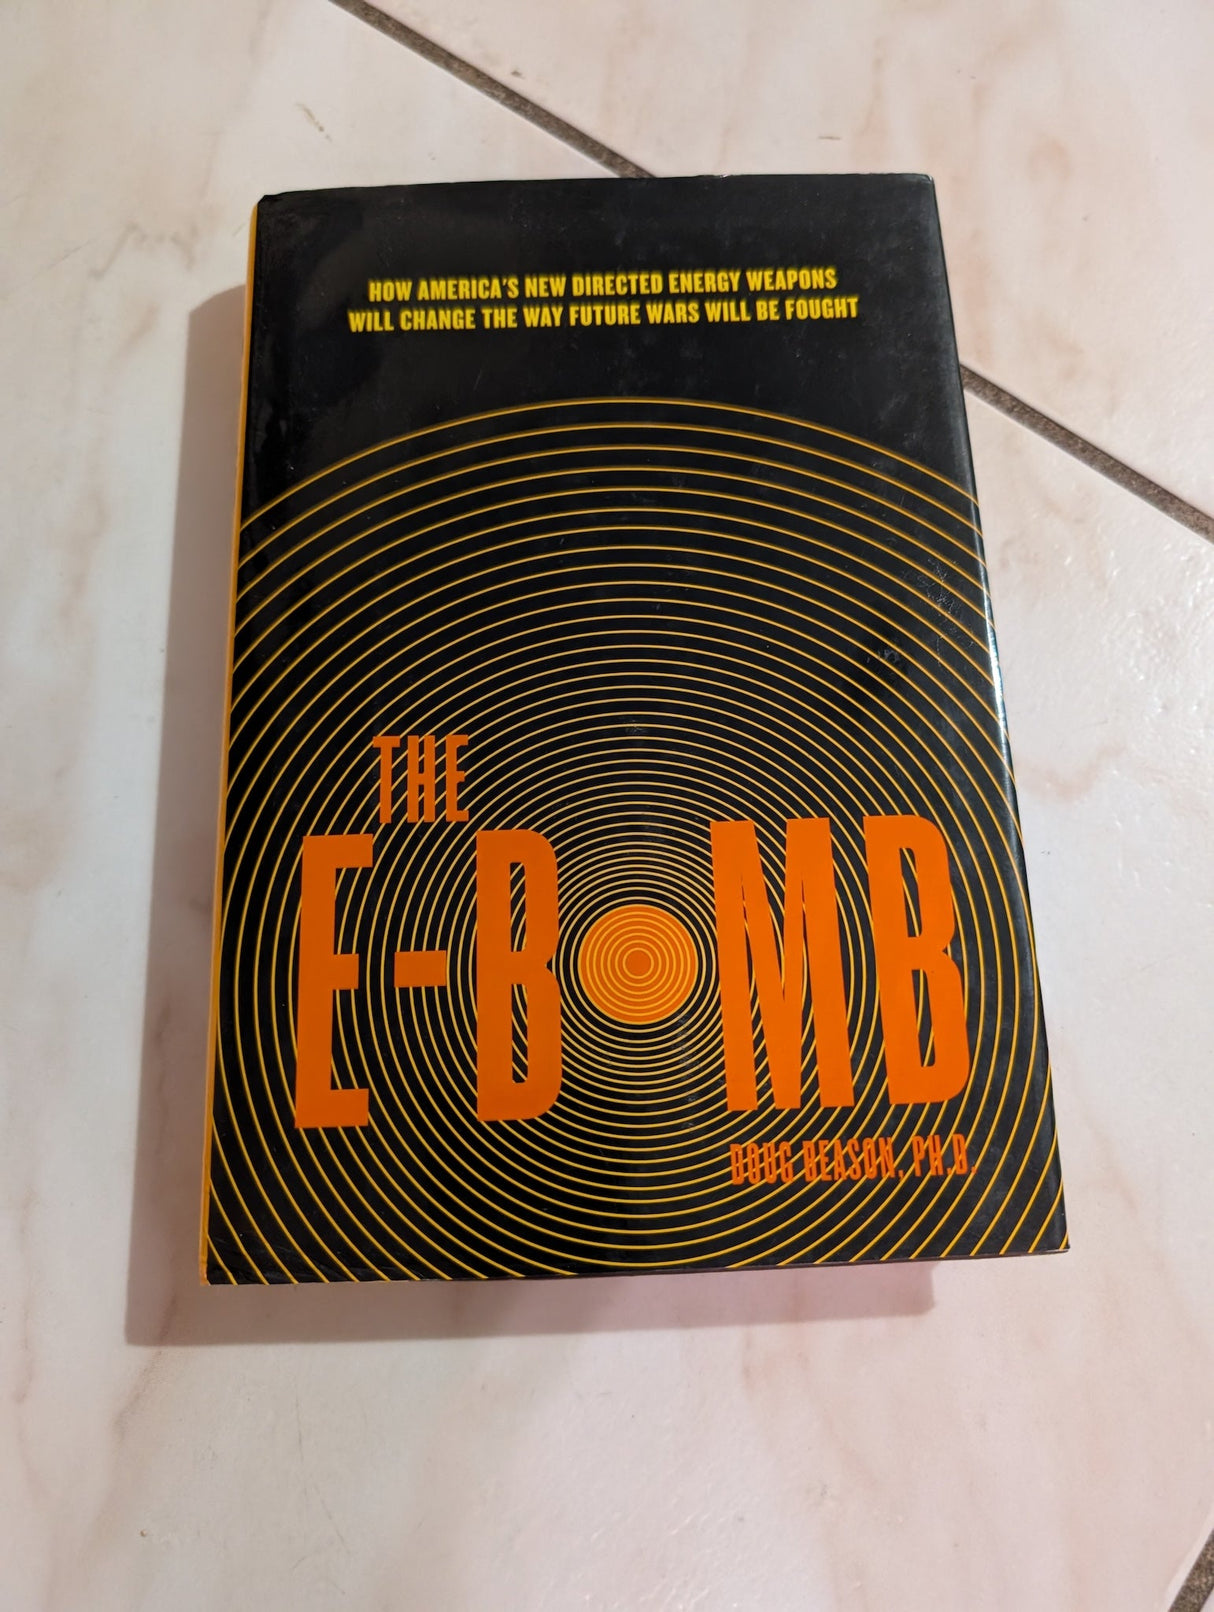 HOW AMERICA'S NEW DIRECTED ENERGY WEAPONS
WILL CHANGE THE WAY FUTURE WARS WILL BE FOUGHT
THE
E-BOMB
DOUG BEASON, PH.D.